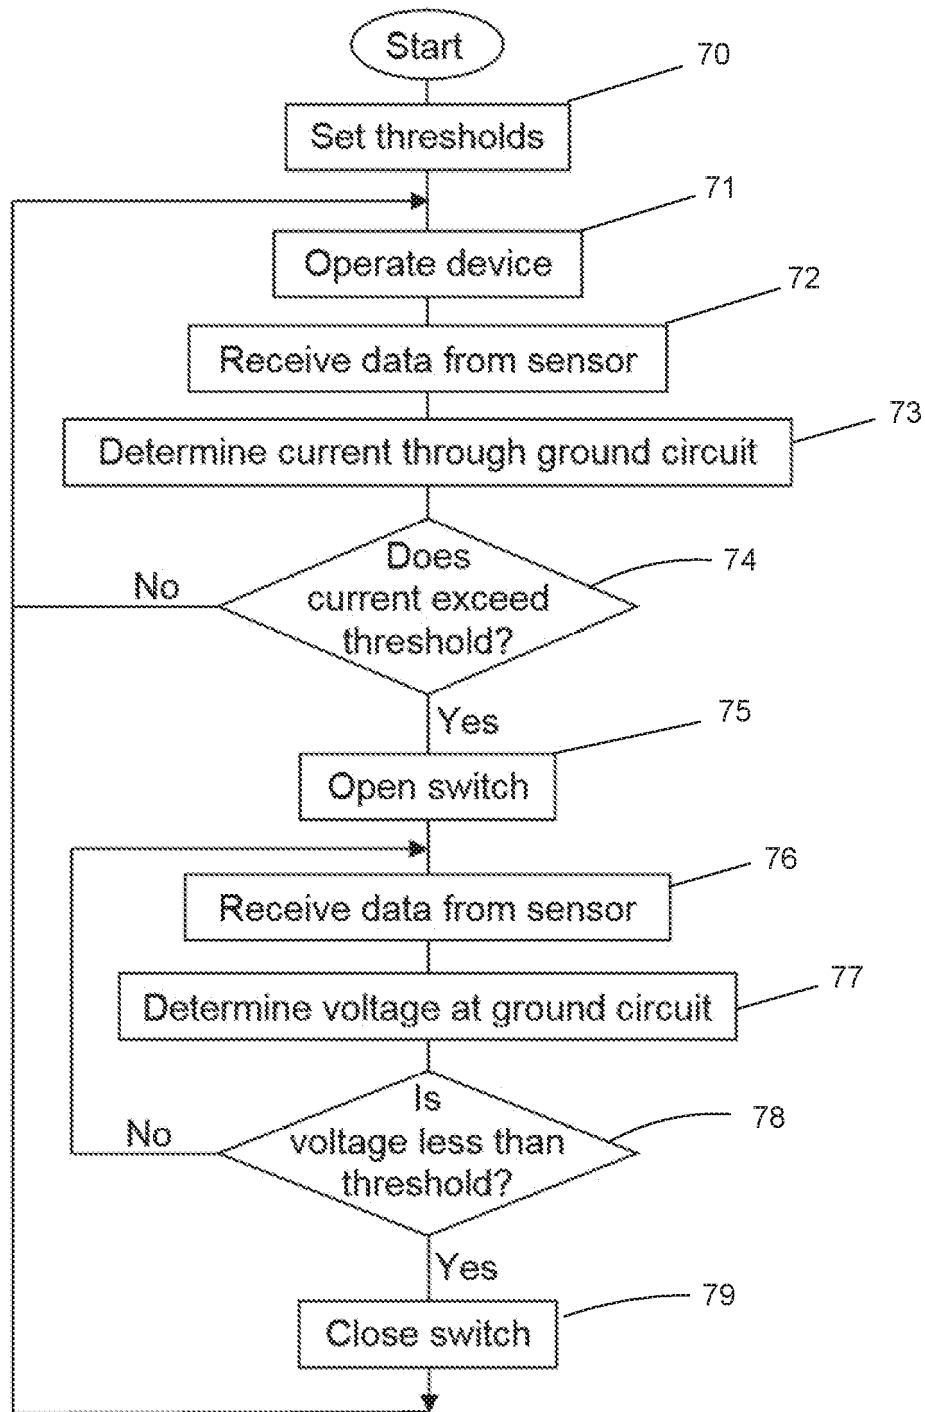 Start
70
Set thresholds
71
Operate device
72
Receive data from sensor
73
Determine current through ground circuit
74
Does
current exceed
threshold?
No
Yes
75
Open switch
76
Receive data from sensor
77
Determine voltage at ground circuit
78
Is
voltage less than
threshold?
No
Yes
79
Close switch